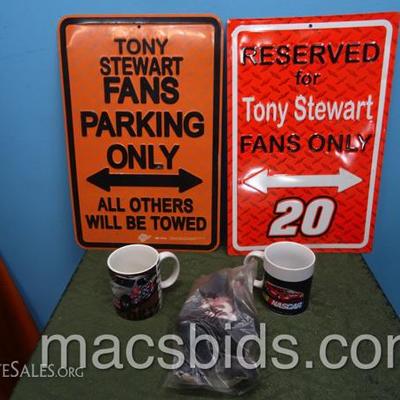 TONY
STEWART
FANS
PARKING
ONLY
ALL OTHERS
WILL BE TOWED
RESERVED
for
Tony Stewart
FANS ONLY
20
NASCAR
macsbids.com
ESALES.ORG